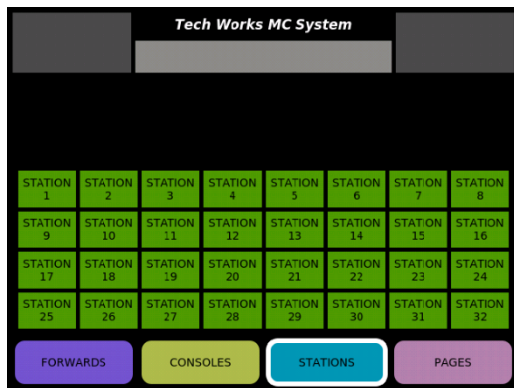 Tech Works MC System
STATION STATION STATION STATION STATION STATION STATION STATION
1 2 3 4 5 6 7 8
STATION STATION STATION STATION STATION STATION STATION STATION
9 10 11 12 13 14 15 16
STATION STATION STATION STATION STATION STATION STATION STATION
17 18 19 20 21 22 23 24
STATION STATION STATION STATION STATION STATION STATION STATION
25 26 27 28 29 30 31 32
FORWARDS CONSOLES STATIONS PAGES